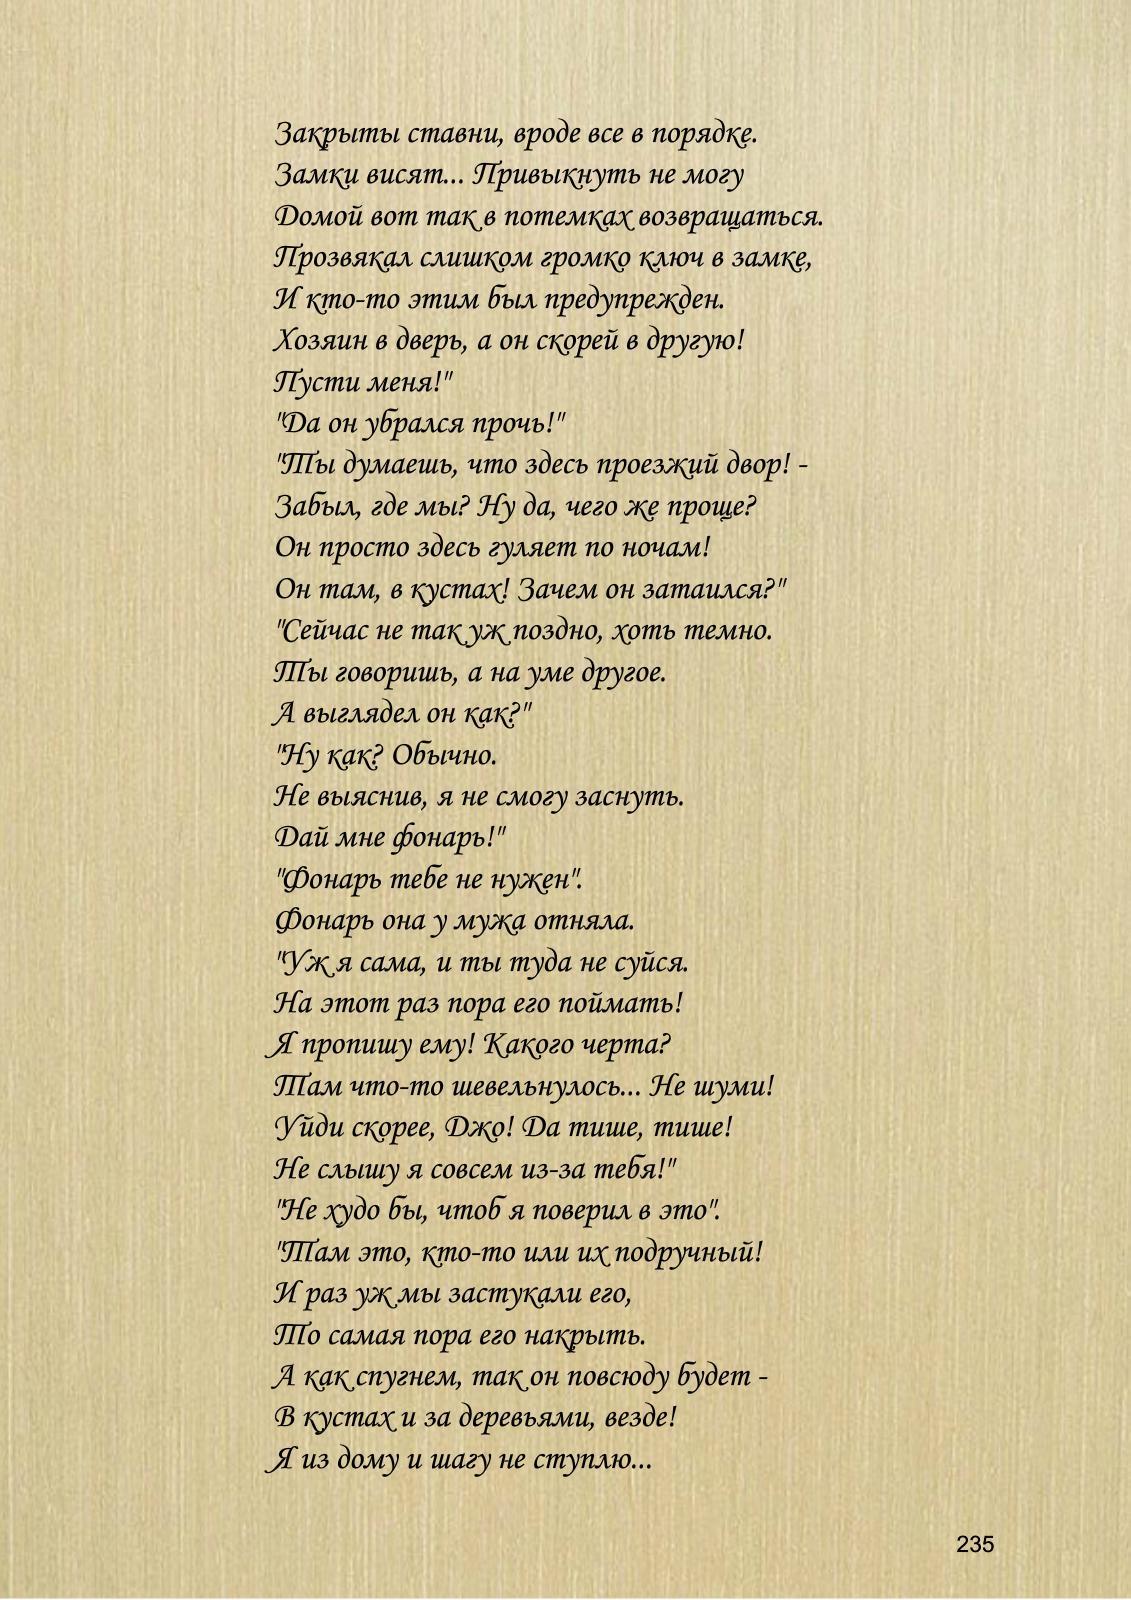 Закрыты ставни, вроде все в порядке.
Замки висят... Привыкнуть не могу
Домой вот так в потемках возвращаться.
Прозвякал слишком громко ключ в замке,
И кто-то этим был предупрежден.
Хозяин в дверь, а он скорей в другую!
Пусти меня!"
"Да он убрался прочь!"
"Ты думаешь, что здесь проезжий двор! -
Забыл, где мы? Ну да, чего же проще?
Он просто здесь гуляет по ночам!
Он там, в кустах! Зачем он затаился?"
"Сейчас не так уж поздно, хоть темно.
Ты говоришь, а на уме другое.
А выглядел он как?"
"Ну как? Обычно.
Не выяснив, я не смогу заснуть.
Дай мне фонарь!"
"Фонарь тебе не нужен".
Фонарь она у мужа отняла.
"Уж я сама, и ты туда не суйся.
На этот раз пора его поймать!
Я пропишу ему! Какого черта?
Там что-то шевельнулось... Не шуми!
Уйди скорее, Джо! Да тише, тише!
Не слышу я совсем из-за тебя!"
"Не худо бы, чтоб я поверил в это".
"Там это, кто-то или их подручный!
И раз уж мы застукали его,
То самая пора его накрыть.
А как спугнем, так он повсюду будет -
В кустах и за деревьями, везде!
Я из дому и шагу не ступлю...
235